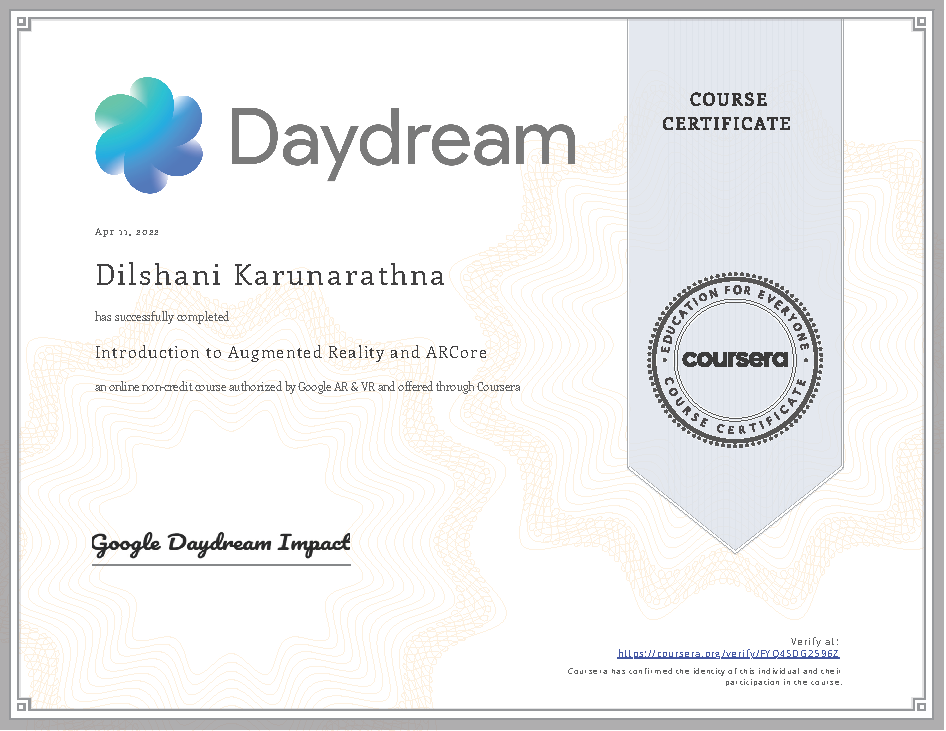 Daydream
COURSE
CERTIFICATE
Apr 11, 2022
Dilshani Karunarathna
has successfully completed
Introduction to Augmented Reality and ARCore
an online non-credit course authorized by Google AR & VR and offered through Coursera
EDUCATION FOR EVERYONE
coursera
COURSE CERTIFICATE
Google Daydream Impact
Verify at:
https://coursera.org/verify/FYQ4SDG2S96Z
Coursera has confirmed the identity of this individual and their
participation in the course.